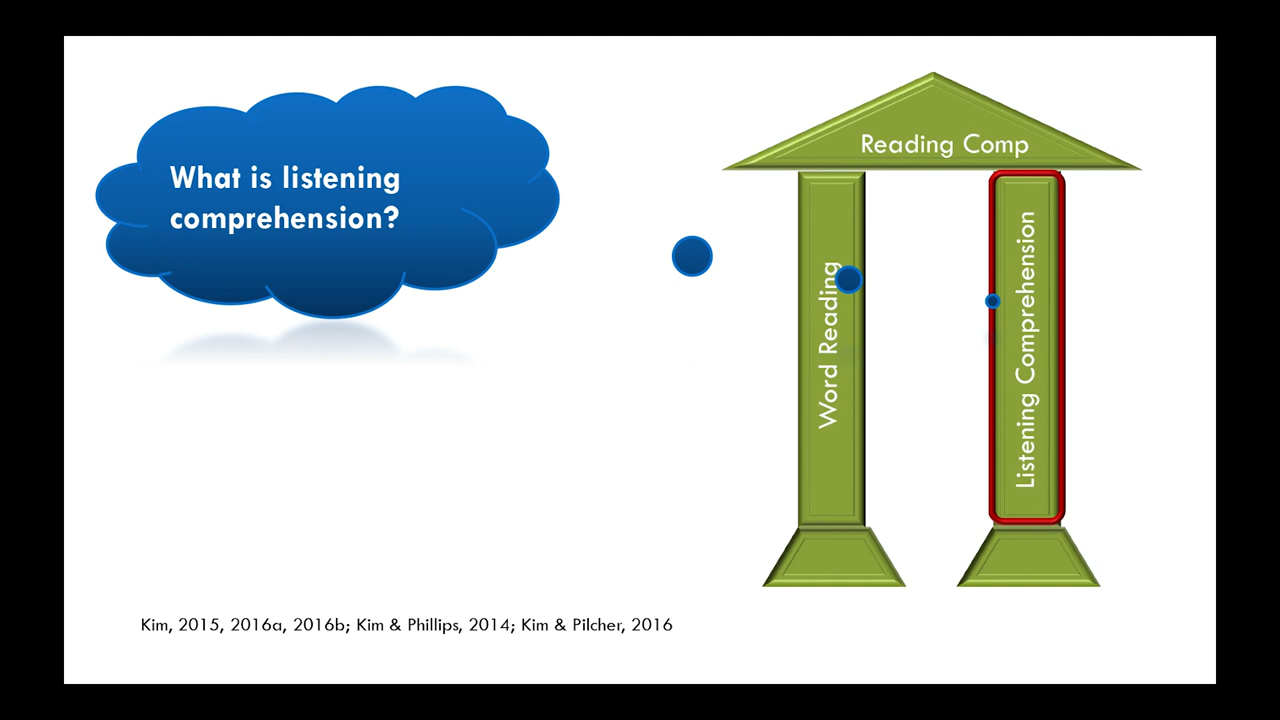 What is listening
comprehension?
Reading Comp
Word Reading
Listening Comprehension
Kim, 2015, 2016a, 2016b; Kim & Phillips, 2014; Kim & Pilcher, 2016